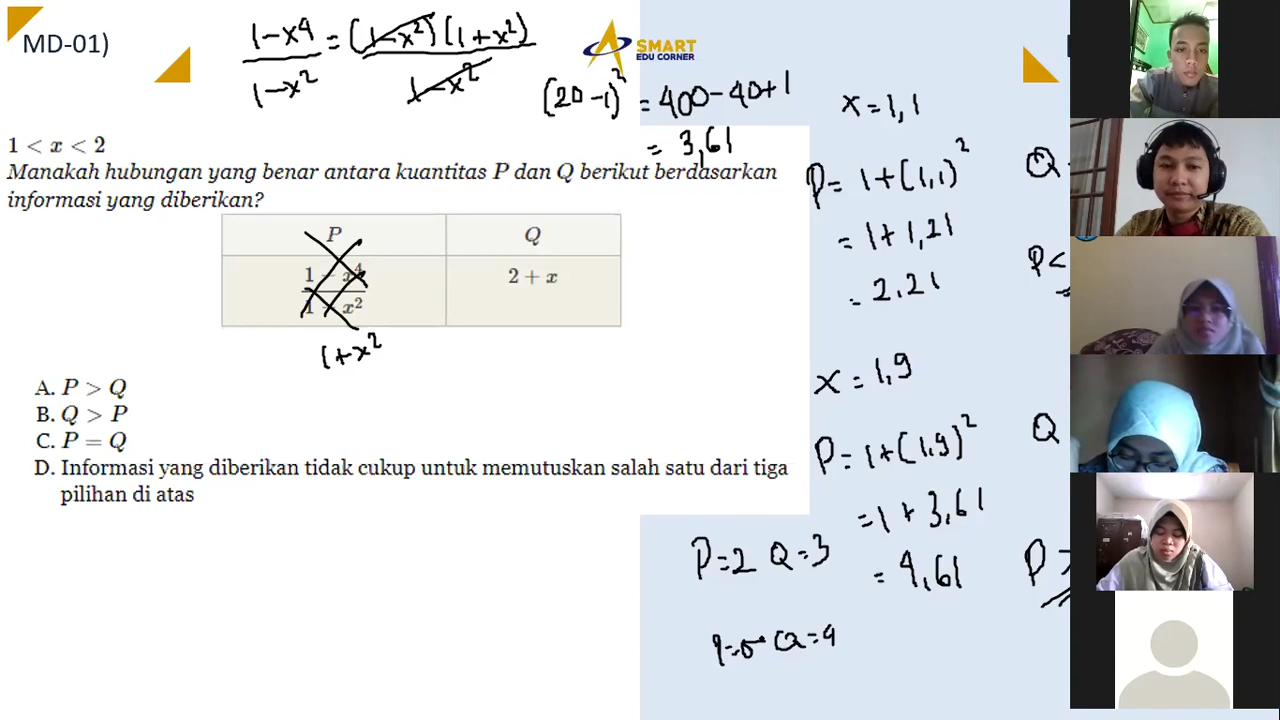 MD-01)
1-x⁴ = (1-x²)(1+x²)
1-x² 1-x²
SMART
EDU CORNER
(20-1)² = 400-40+1
= 3,61
1 < x < 2
Manakah hubungan yang benar antara kuantitas P dan Q berikut berdasarkan
informasi yang diberikan?
P Q
1 - x⁴ 2 + x
1 - x²
1+x²
A. P > Q
B. Q > P
C. P = Q
D. Informasi yang diberikan tidak cukup untuk memutuskan salah satu dari tiga
pilihan di atas
x = 1,1
P = 1+(1,1)² Q
= 1+1,21
= 2,21 P<
x = 1,9
P = 1+(1,9)² Q
= 1+3,61
= 4,61 P>
P=2 Q=3
Q=4